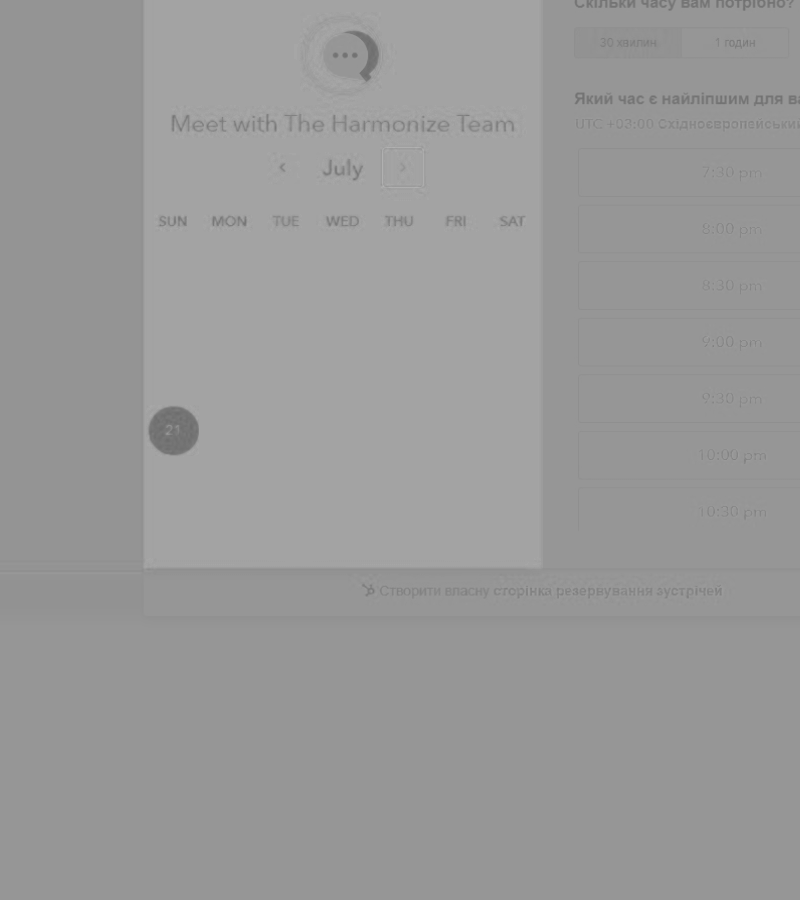 Meet with The Harmonize Team
July
SUN MON TUE WED THU FRI SAT
21
Скільки часу вам потрібно?
30 хвилин 1 годин
Який час є найліпшим для
UTC +03:00 Східноєвропейський
7:30 pm
8:00 pm
8:30 pm
9:00 pm
9:30 pm
10:00 pm
10:30 pm
Створити власну сторінка резервування зустрічей